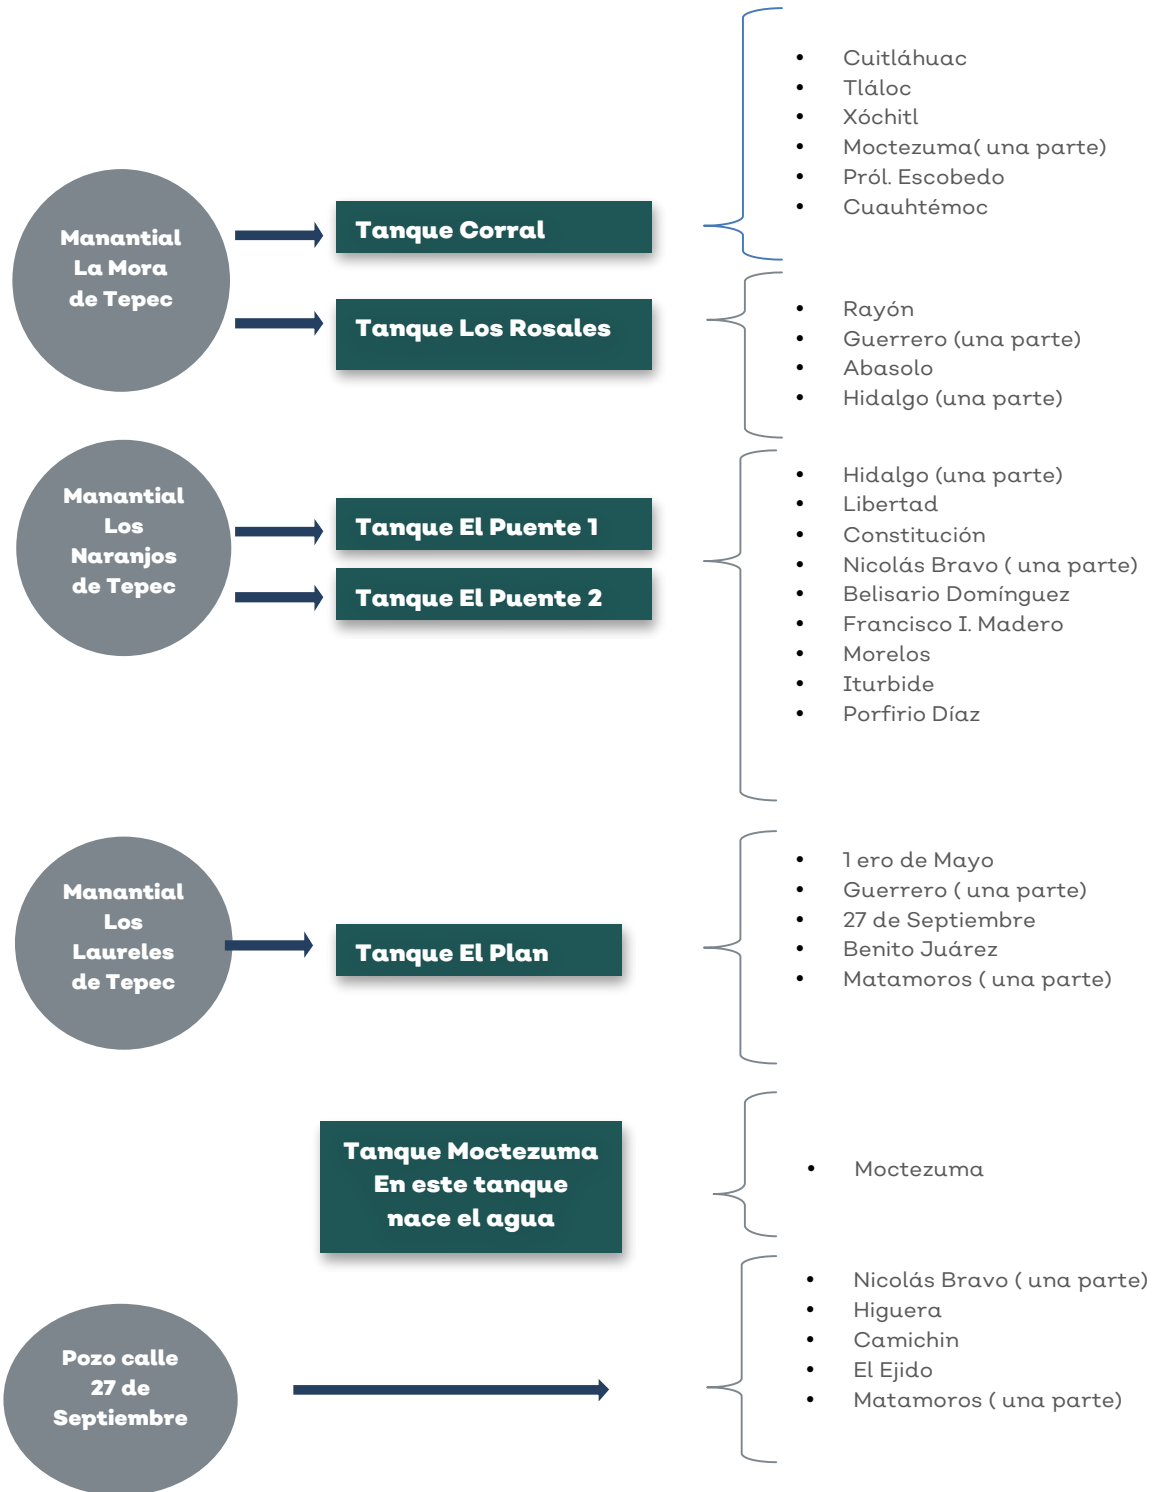 Manantial
La Mora
de Tepec
Tanque Corral
• Cuitláhuac
• Tláloc
• Xóchitl
• Moctezuma( una parte)
• Pról. Escobedo
• Cuauhtémoc
Tanque Los Rosales
• Rayón
• Guerrero (una parte)
• Abasolo
• Hidalgo (una parte)
Manantial
Los
Naranjos
de Tepec
Tanque El Puente 1
Tanque El Puente 2
• Hidalgo (una parte)
• Libertad
• Constitución
• Nicolás Bravo ( una parte)
• Belisario Domínguez
• Francisco I. Madero
• Morelos
• Iturbide
• Porfirio Díaz
Manantial
Los
Laureles
de Tepec
Tanque El Plan
• 1 ero de Mayo
• Guerrero ( una parte)
• 27 de Septiembre
• Benito Juárez
• Matamoros ( una parte)
Tanque Moctezuma
En este tanque
nace el agua
• Moctezuma
Pozo calle
27 de
Septiembre
• Nicolás Bravo ( una parte)
• Higuera
• Camichin
• El Ejido
• Matamoros ( una parte)